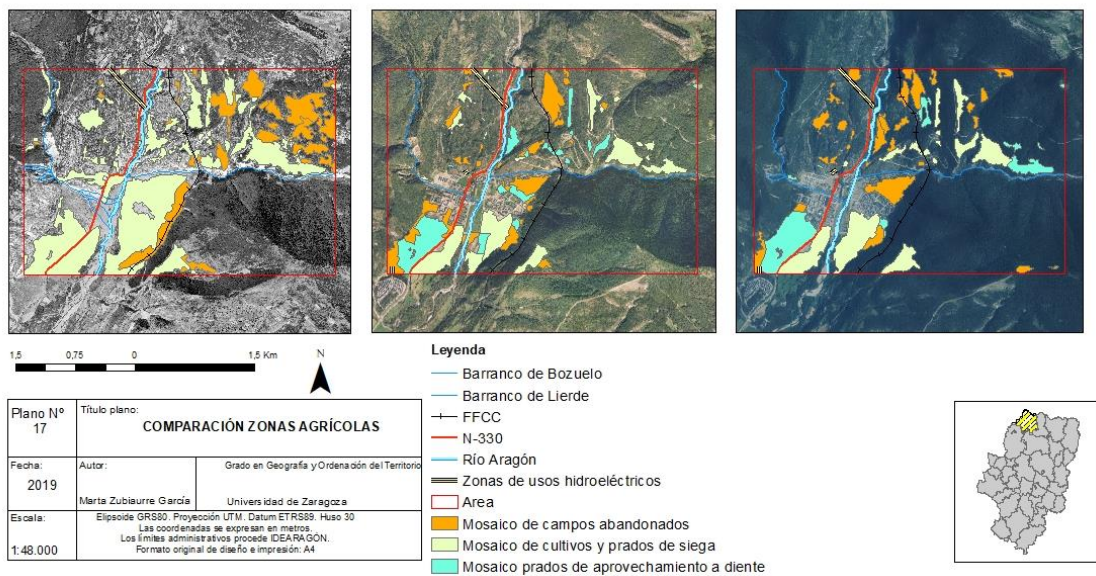 1,5 0,75 0 1,5 Km
N
Plano Nº
17
Título plano:
COMPARACIÓN ZONAS AGRÍCOLAS
Fecha:
2019
Autor:
Marta Zubiaurre García
Grado en Geografía y Ordenación del Territorio
Universidad de Zaragoza
Escala:
1:48.000
Elipsoide GRS80. Proyección UTM. Datum ETRS89. Huso 30
Las coordenadas se expresan en metros.
Los límites administrativos procede IDEARAGÓN.
Formato original de diseño e impresión: A4
Leyenda
Barranco de Bozuelo
Barranco de Lierde
FFCC
N-330
Río Aragón
Zonas de usos hidroeléctricos
Area
Mosaico de campos abandonados
Mosaico de cultivos y prados de siega
Mosaico prados de aprovechamiento a diente